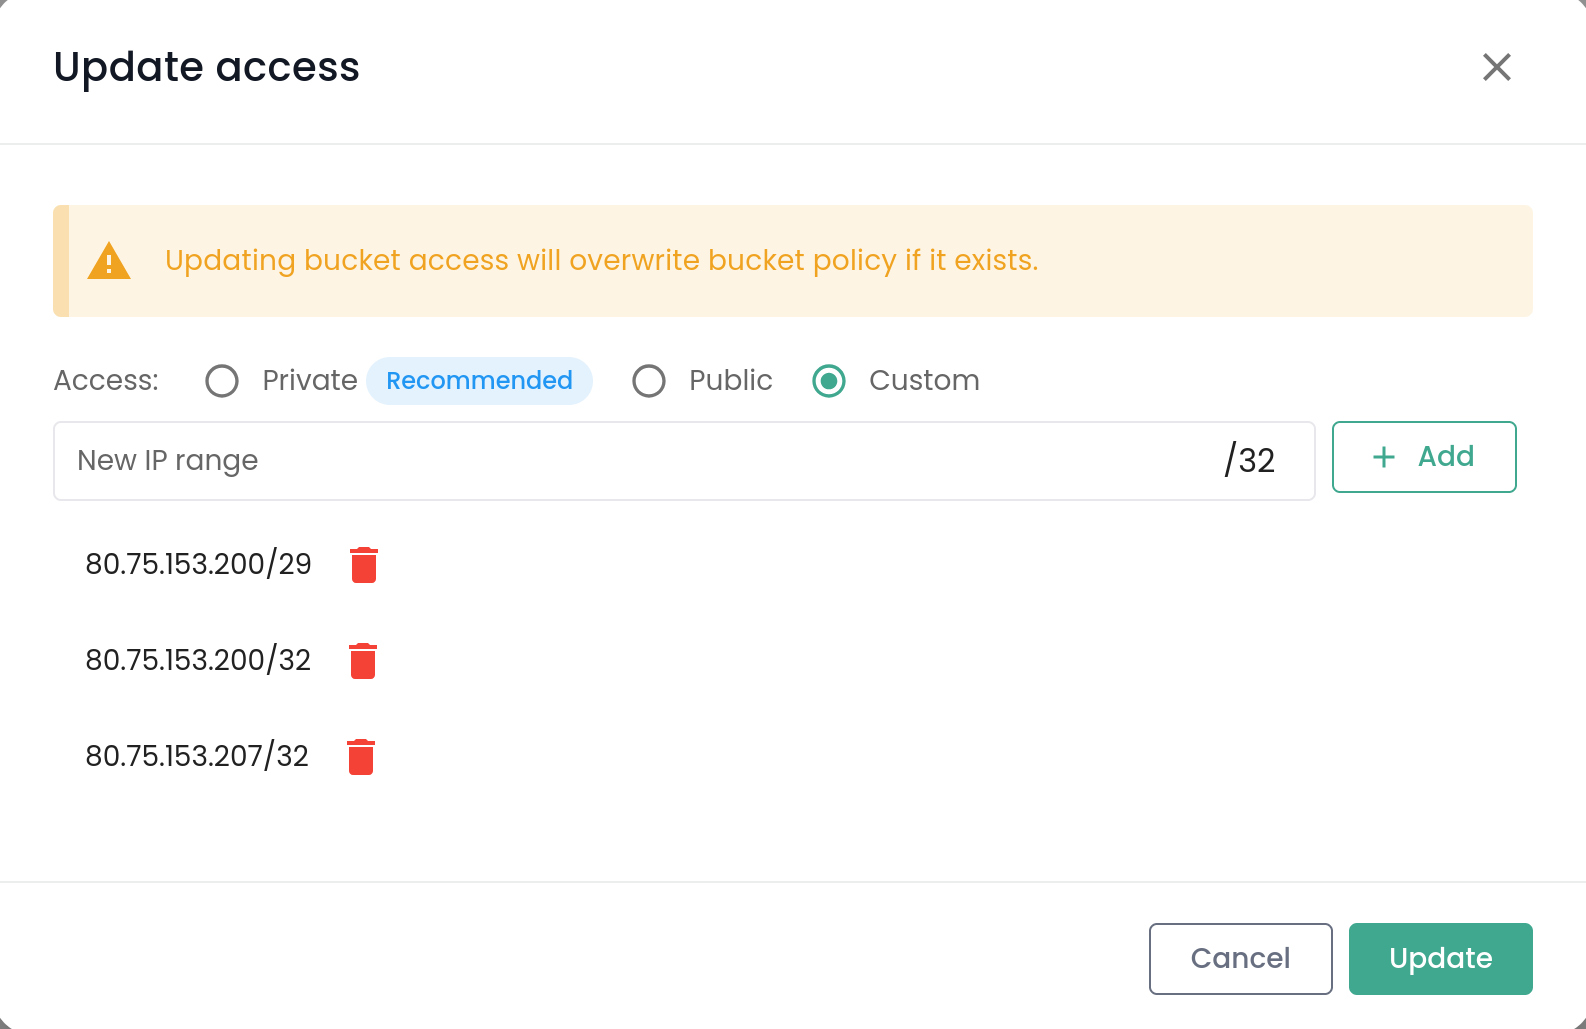 Update access
Updating bucket access will overwrite bucket policy if it exists.
Access: Private Recommended Public Custom
New IP range /32 + Add
80.75.153.200/29
80.75.153.200/32
80.75.153.207/32
Cancel Update